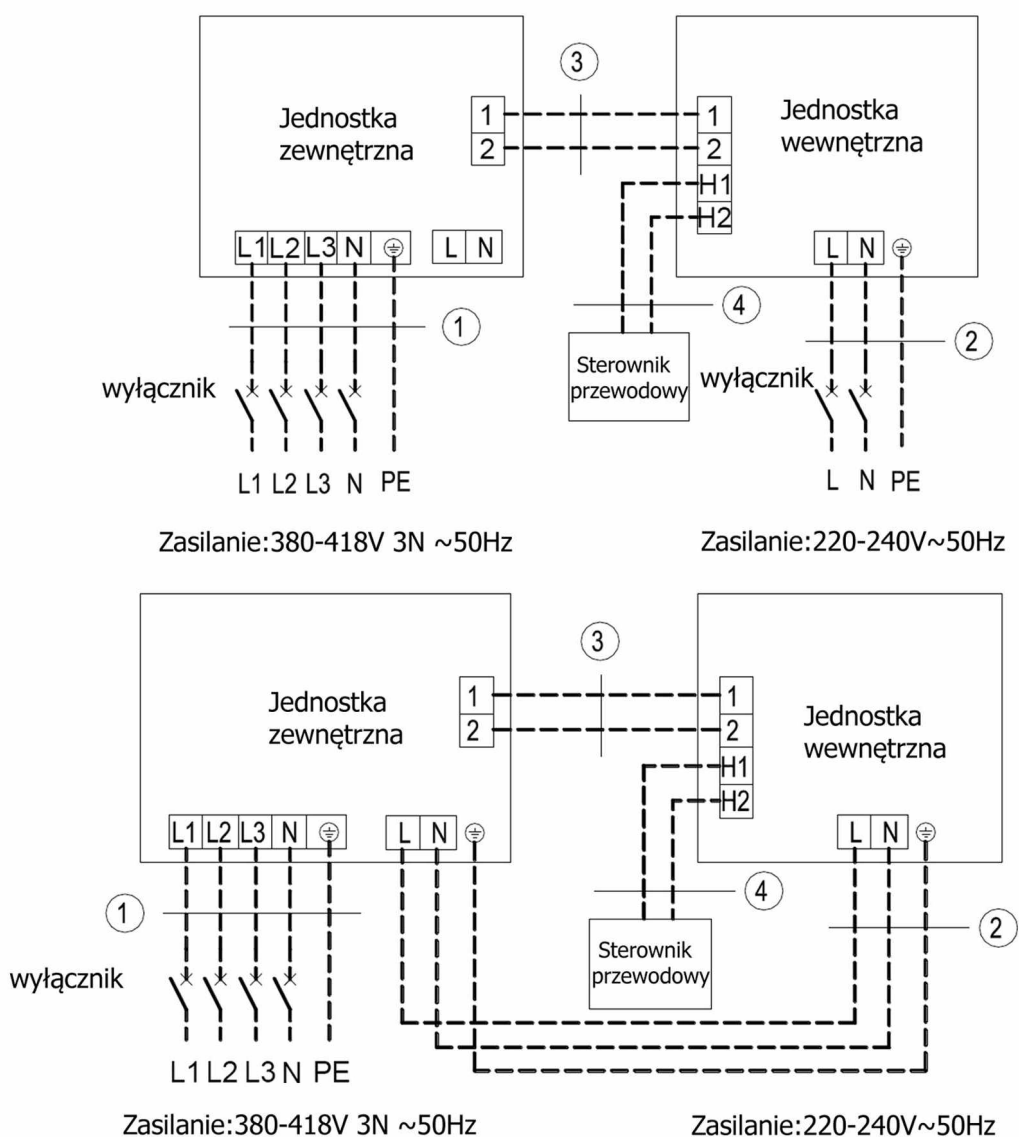 3
Jednostka
zewnętrzna
1
2
1
2
H1
H2
Jednostka
wewnętrzna
L1 L2 L3 N
L N
L N
1
4
2
wyłącznik
Sterownik
przewodowy
wyłącznik
L1 L2 L3 N PE
L N PE
Zasilanie:380-418V 3N ~50Hz
Zasilanie:220-240V~50Hz
3
Jednostka
zewnętrzna
1
2
1
2
H1
H2
Jednostka
wewnętrzna
L1 L2 L3 N
L N
L N
1
4
2
wyłącznik
Sterownik
przewodowy
L1 L2 L3 N PE
Zasilanie:380-418V 3N ~50Hz
Zasilanie:220-240V~50Hz